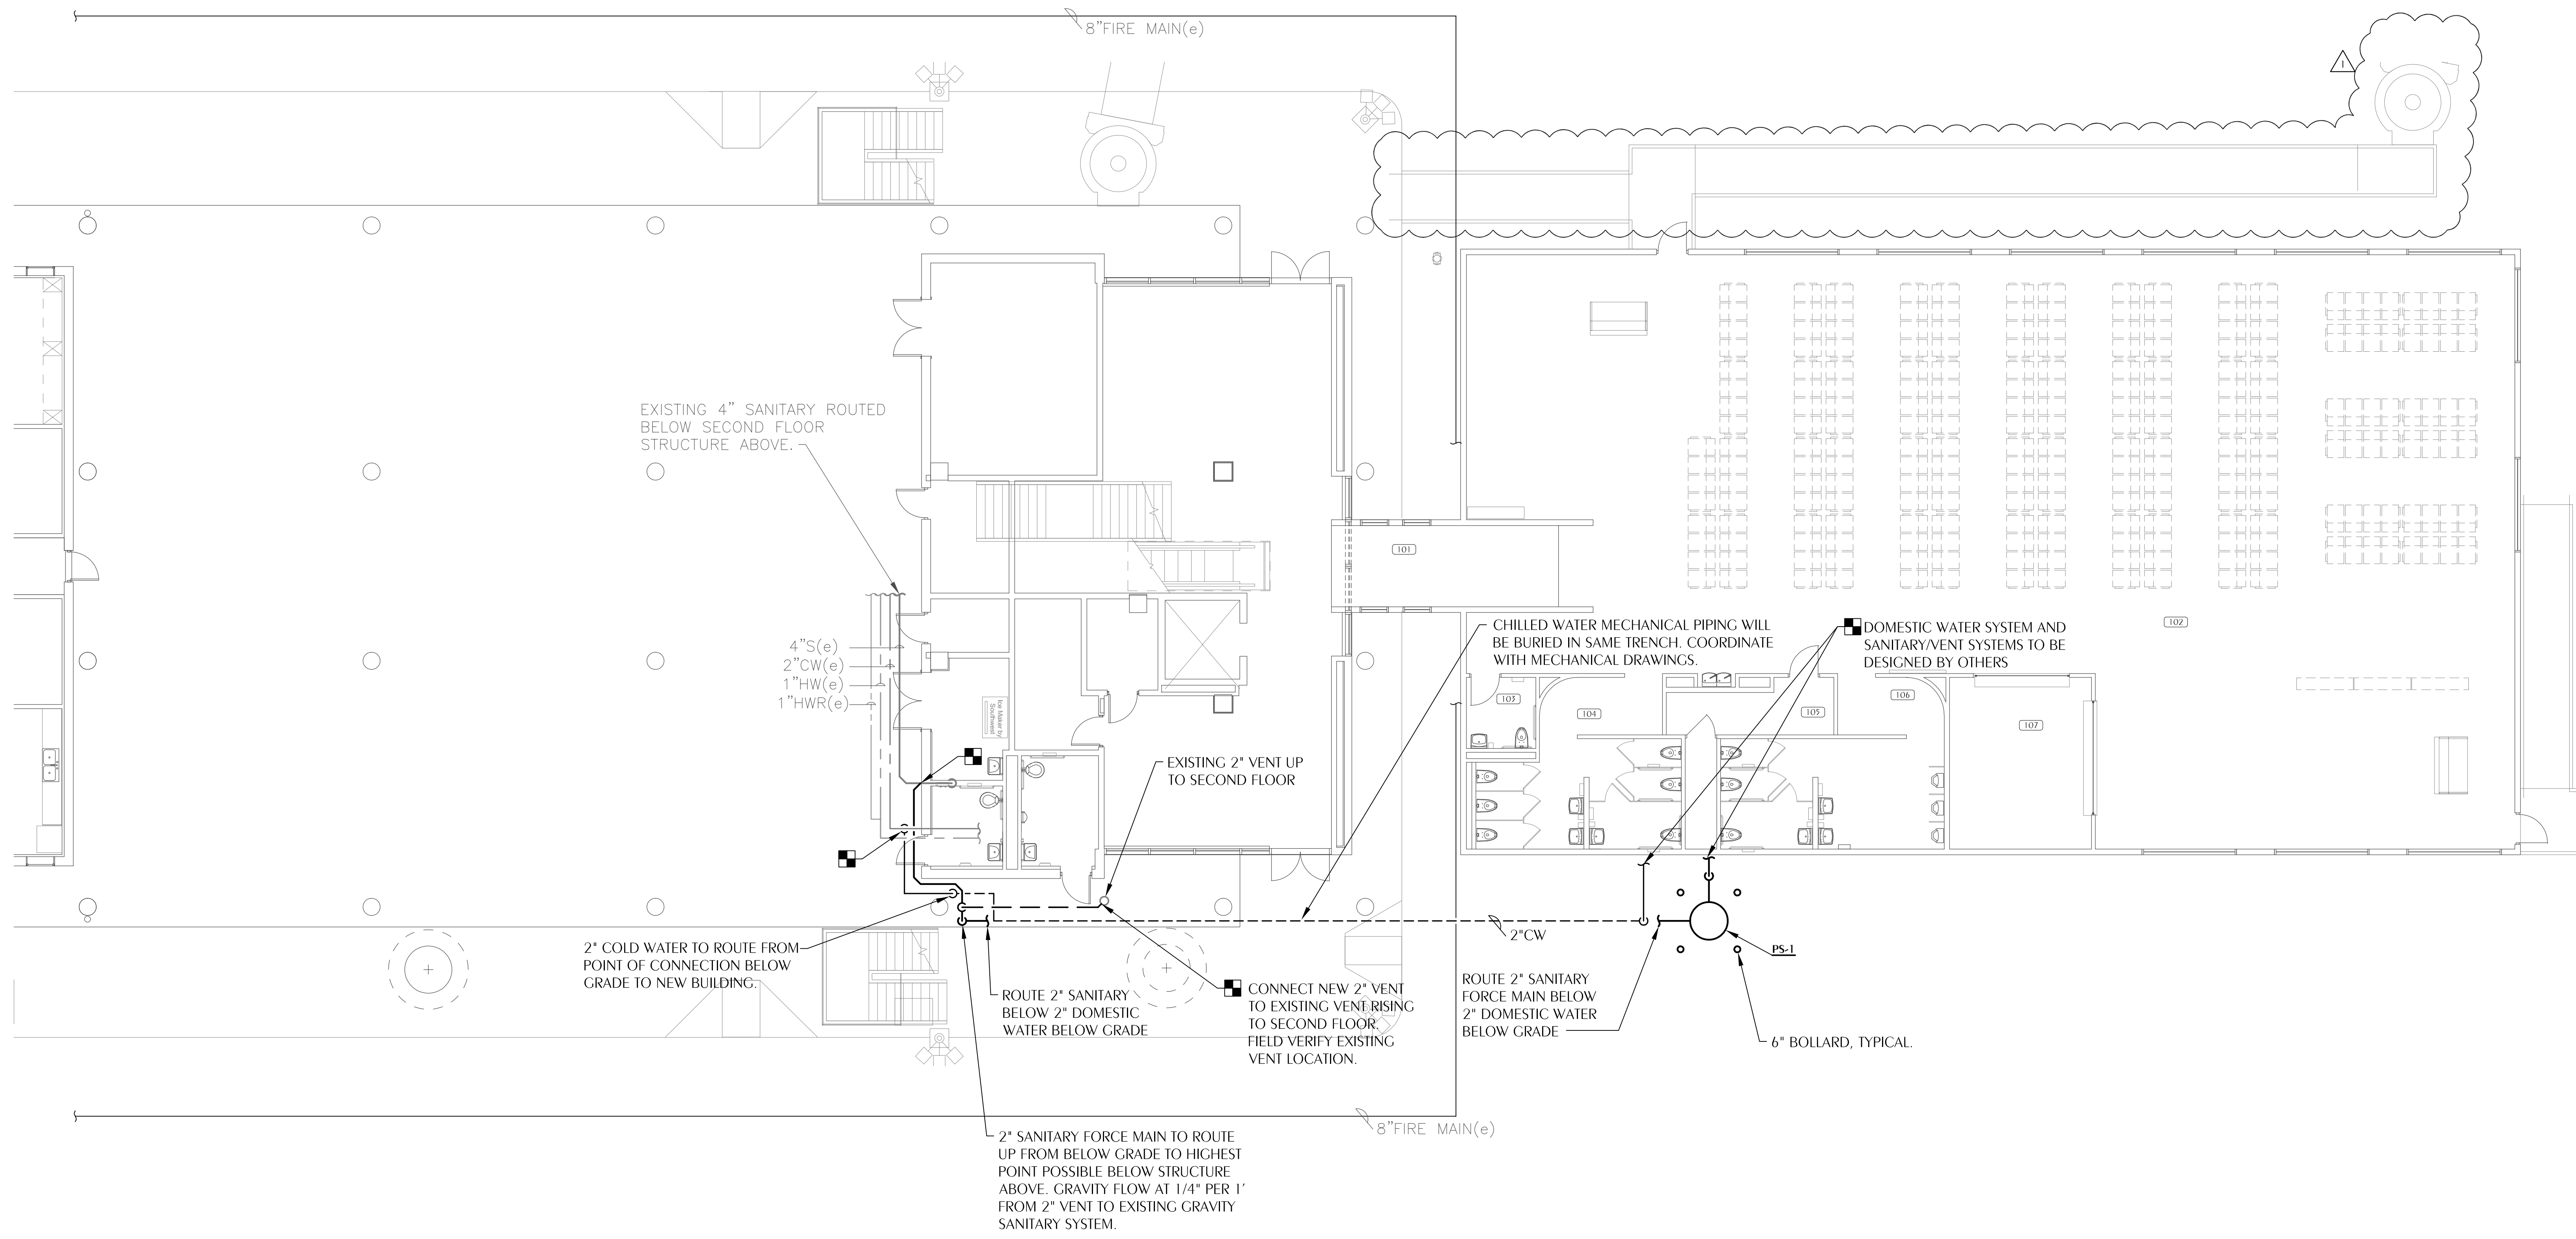 8"FIRE MAIN(e)
1
EXISTING 4" SANITARY ROUTED
BELOW SECOND FLOOR
STRUCTURE ABOVE.
101
102
4"S(e)
2"CW(e)
1"HW(e)
1"HWR(e)
Ice Maker by
Southwest
CHILLED WATER MECHANICAL PIPING WILL
BE BURIED IN SAME TRENCH. COORDINATE
WITH MECHANICAL DRAWINGS.
DOMESTIC WATER SYSTEM AND
SANITARY/VENT SYSTEMS TO BE
DESIGNED BY OTHERS
103
104
105
106
107
EXISTING 2" VENT UP
TO SECOND FLOOR
2" COLD WATER TO ROUTE FROM
POINT OF CONNECTION BELOW
GRADE TO NEW BUILDING.
ROUTE 2" SANITARY
BELOW 2" DOMESTIC
WATER BELOW GRADE
CONNECT NEW 2" VENT
TO EXISTING VENT RISING
TO SECOND FLOOR.
FIELD VERIFY EXISTING
VENT LOCATION.
2"CW
PS-1
ROUTE 2" SANITARY
FORCE MAIN BELOW
2" DOMESTIC WATER
BELOW GRADE
6" BOLLARD, TYPICAL.
8"FIRE MAIN(e)
2" SANITARY FORCE MAIN TO ROUTE
UP FROM BELOW GRADE TO HIGHEST
POINT POSSIBLE BELOW STRUCTURE
ABOVE. GRAVITY FLOW AT 1/4" PER 1'
FROM 2" VENT TO EXISTING GRAVITY
SANITARY SYSTEM.